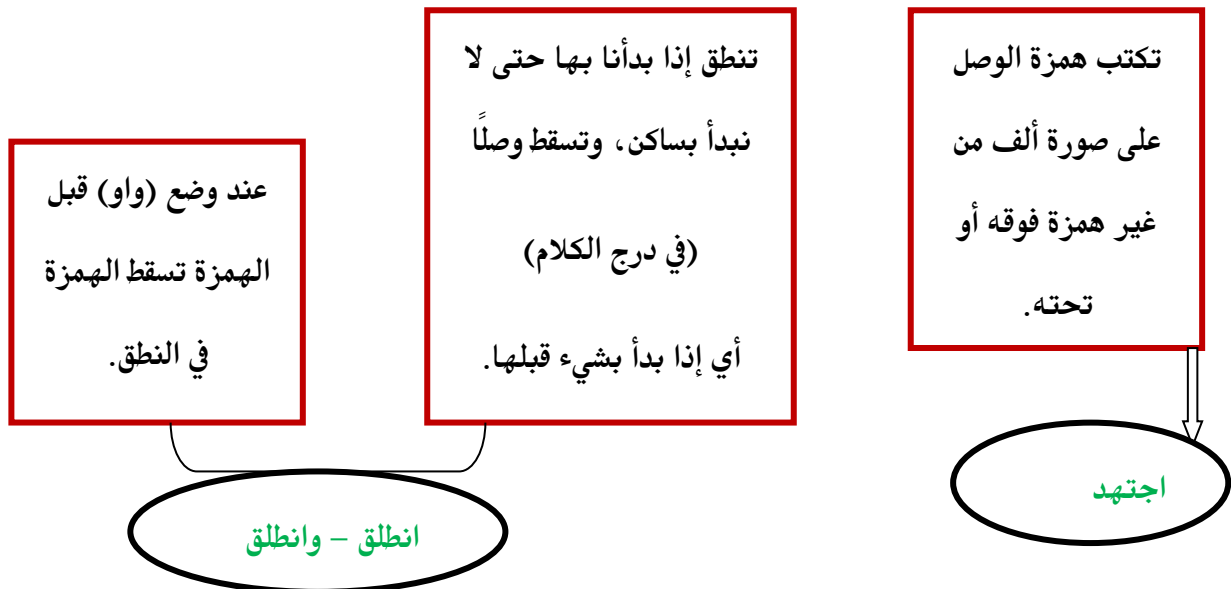 تكتب همزة الوصل
على صورة ألف من
غير همزة فوقه أو
تحته.
اجتهد
تنطق إذا بدأنا بها حتى لا
نبدأ بساكن، وتسقط وصلًا
(في درج الكلام)
أي إذا بدأ بشيء قبلها.
عند وضع (واو) قبل
الهمزة تسقط الهمزة
في النطق.
انطلق – وانطلق